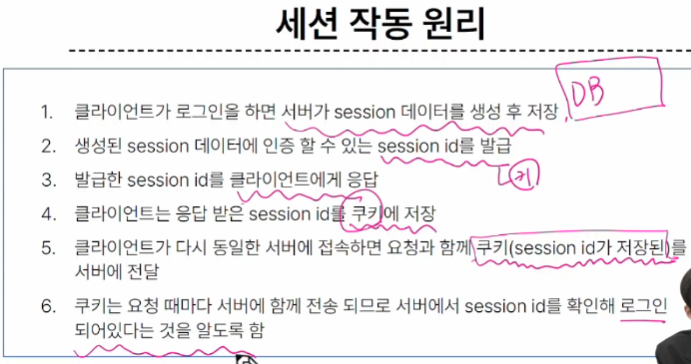 세션 작동 원리
DB
1. 클라이언트가 로그인을 하면 서버가 session 데이터를 생성 후 저장
2. 생성된 session 데이터에 인증 할 수 있는 session id를 발급
키
3. 발급한 session id를 클라이언트에게 응답
4. 클라이언트는 응답 받은 session id를 쿠키에 저장
5. 클라이언트가 다시 동일한 서버에 접속하면 요청과 함께 쿠키(session id가 저장된)를
서버에 전달
6. 쿠키는 요청 때마다 서버에 함께 전송 되므로 서버에서 session id를 확인해 로그인
되어있다는 것을 알도록 함